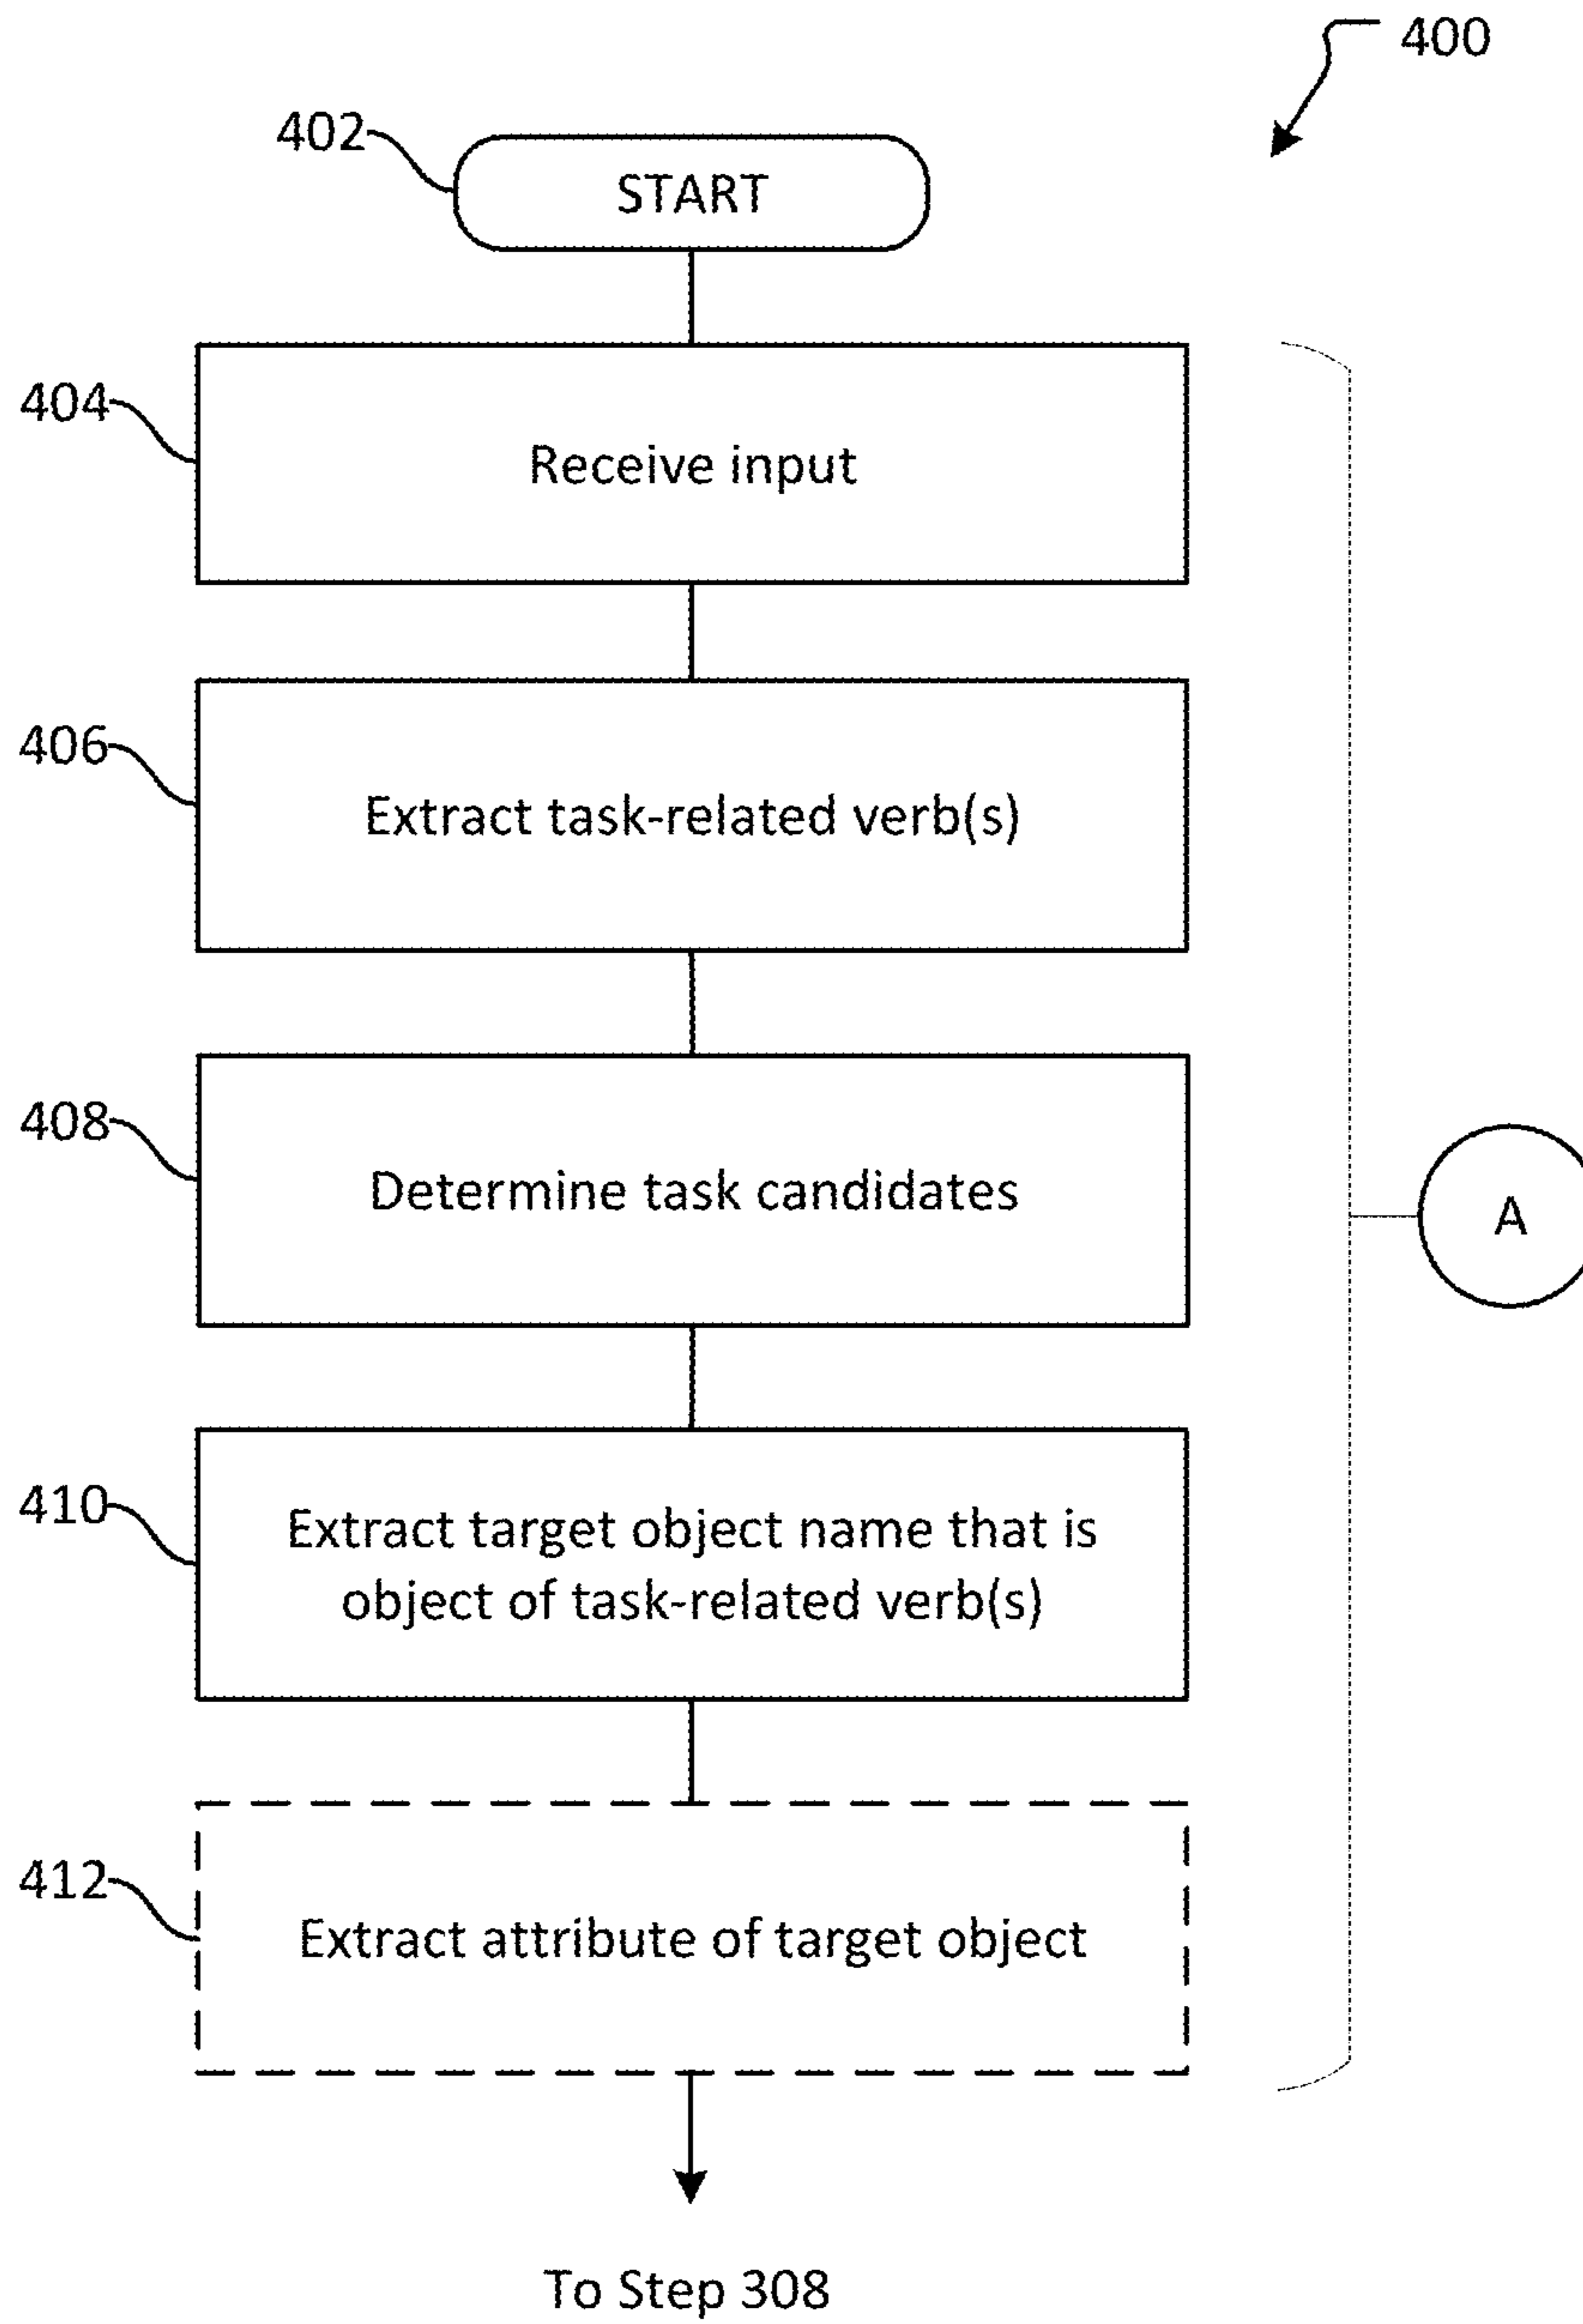 400
402
START
404
Receive input
406
Extract task-related verb(s)
408
Determine task candidates
A
410
Extract target object name that is
object of task-related verb(s)
412
Extract attribute of target object
To Step 308